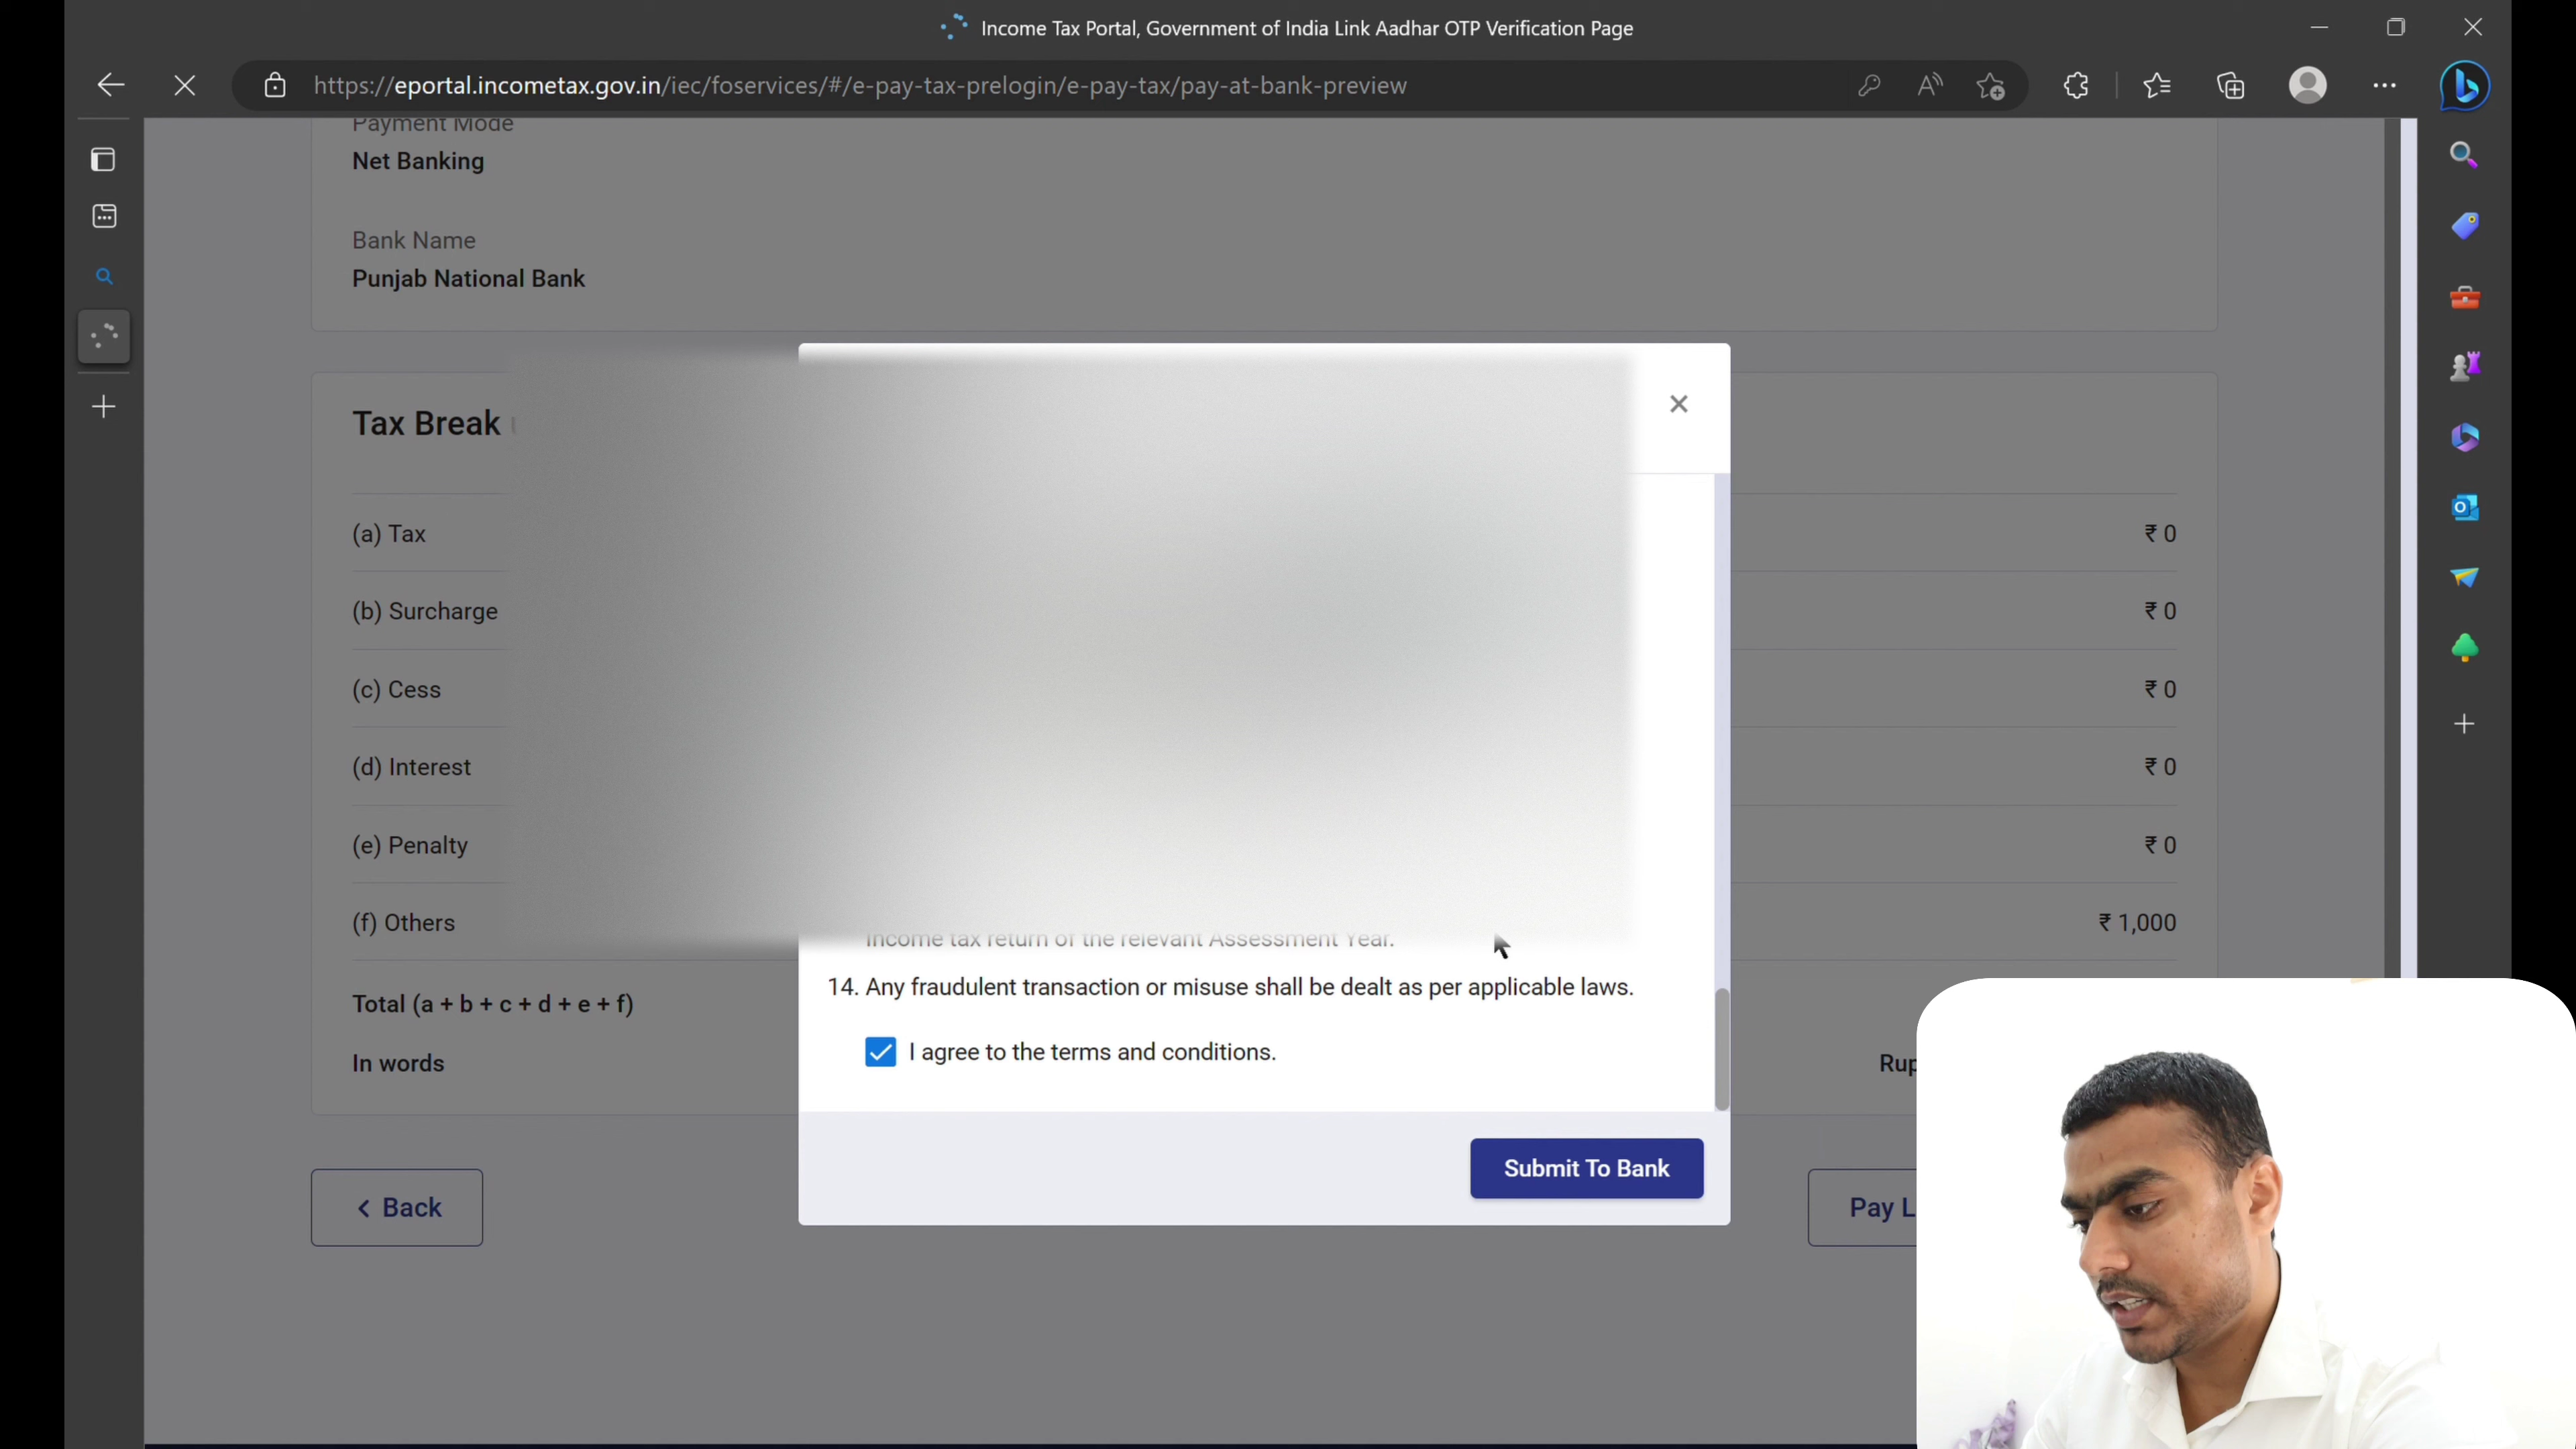 Income Tax Portal, Government of India Link Aadhar OTP Verification Page
https://eportal.incometax.gov.in/iec/foservices/#/e-pay-tax-prelogin/e-pay-tax/pay-at-bank-preview
Payment Mode
Net Banking
Bank Name
Punjab National Bank
Tax Break
(a) Tax ₹ 0
(b) Surcharge ₹ 0
(c) Cess ₹ 0
(d) Interest ₹ 0
(e) Penalty ₹ 0
(f) Others ₹ 1,000
Income tax return of the relevant Assessment Year.
14. Any fraudulent transaction or misuse shall be dealt as per applicable laws.
Total (a + b + c + d + e + f)
I agree to the terms and conditions.
In words Rup
Submit To Bank
Back
Pay L